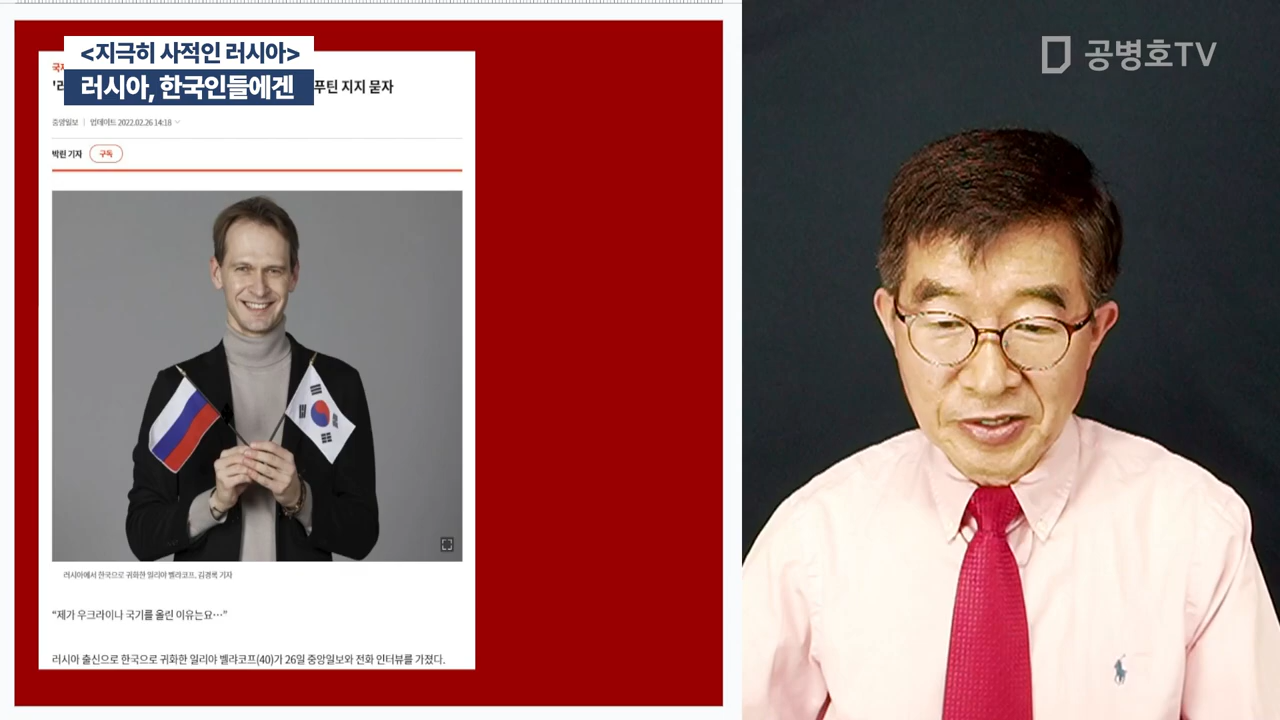 <지극히 사적인 러시아>
러시아, 한국인들에겐
공병호TV
국제
푸틴 지지 묻자
중앙일보 | 업데이트 2022.02.26 14:18
박린 기자 구독
러시아에서 한국으로 귀화한 일리야 벨랴코프. 김경록 기자
“제가 우크라이나 국기를 올린 이유는요…”
러시아 출신으로 한국으로 귀화한 일리야 벨랴코프(40)가 26일 중앙일보와 전화 인터뷰를 가졌다.